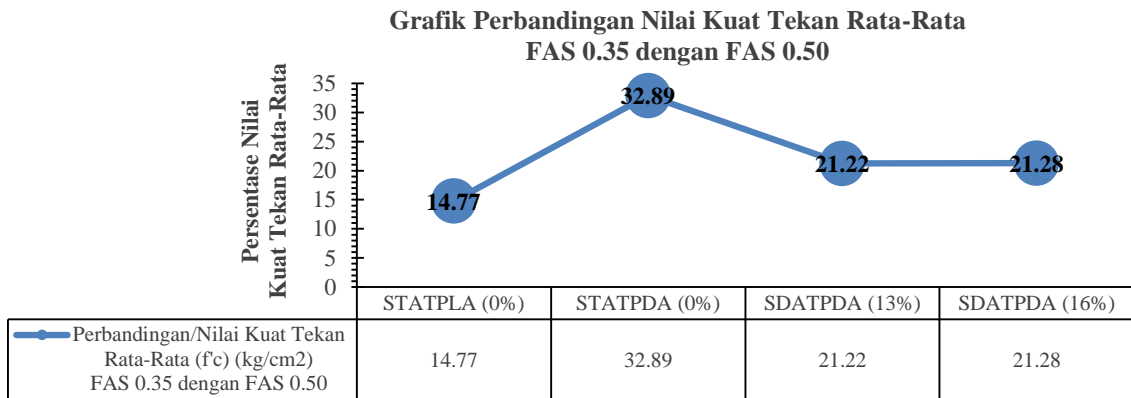 Grafik Perbandingan Nilai Kuat Tekan Rata-Rata
FAS 0.35 dengan FAS 0.50
Persentase Nilai
Kuat Tekan Rata-Rata
35
30
25
20
15
10
5
0
14.77
32.89
21.22
21.28
STATPLA (0%) STATPDA (0%) SDATPDA (13%) SDATPDA (16%)
Perbandingan/Nilai Kuat Tekan
Rata-Rata (f'c) (kg/cm2)
FAS 0.35 dengan FAS 0.50
14.77 32.89 21.22 21.28